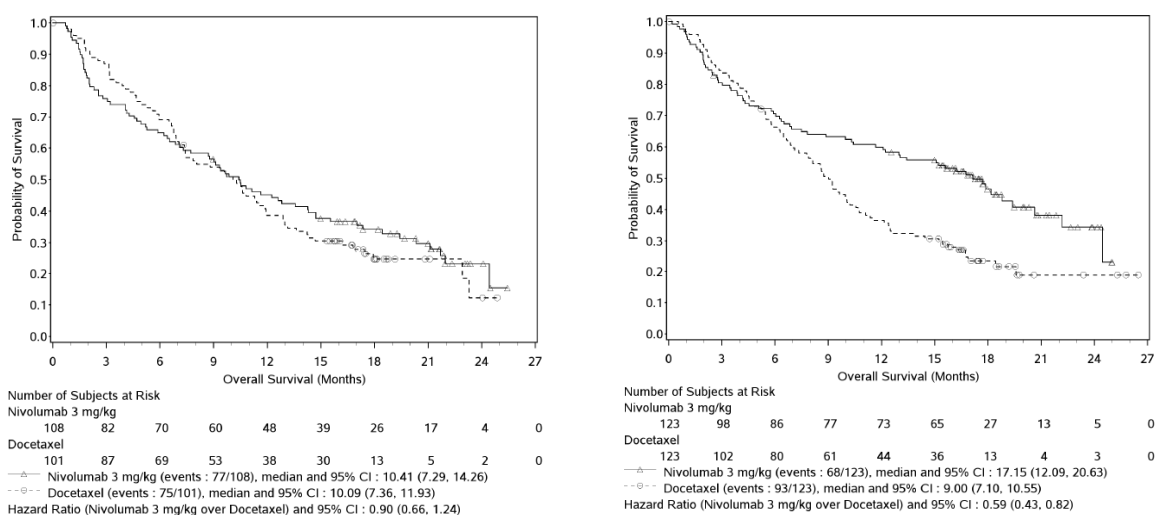 1.0
0.9
0.8
0.7
0.6
0.5
0.4
0.3
0.2
0.1
0.0
Probability of Survival
0 3 6 9 12 15 18 21 24 27
Overall Survival (Months)
Number of Subjects at Risk
Nivolumab 3 mg/kg
108 82 70 60 48 39 26 17 4 0
Docetaxel
101 87 69 53 38 30 13 5 2 0
Nivolumab 3 mg/kg (events : 77/108), median and 95% CI : 10.41 (7.29, 14.26)
Docetaxel (events : 75/101), median and 95% CI : 10.09 (7.36, 11.93)
Hazard Ratio (Nivolumab 3 mg/kg over Docetaxel) and 95% CI : 0.90 (0.66, 1.24)
1.0
0.9
0.8
0.7
0.6
0.5
0.4
0.3
0.2
0.1
0.0
Probability of Survival
0 3 6 9 12 15 18 21 24 27
Overall Survival (Months)
Number of Subjects at Risk
Nivolumab 3 mg/kg
123 98 86 77 73 65 27 13 5 0
Docetaxel
123 102 80 61 44 36 13 4 3 0
Nivolumab 3 mg/kg (events : 68/123), median and 95% CI : 17.15 (12.09, 20.63)
Docetaxel (events : 93/123), median and 95% CI : 9.00 (7.10, 10.55)
Hazard Ratio (Nivolumab 3 mg/kg over Docetaxel) and 95% CI : 0.59 (0.43, 0.82)